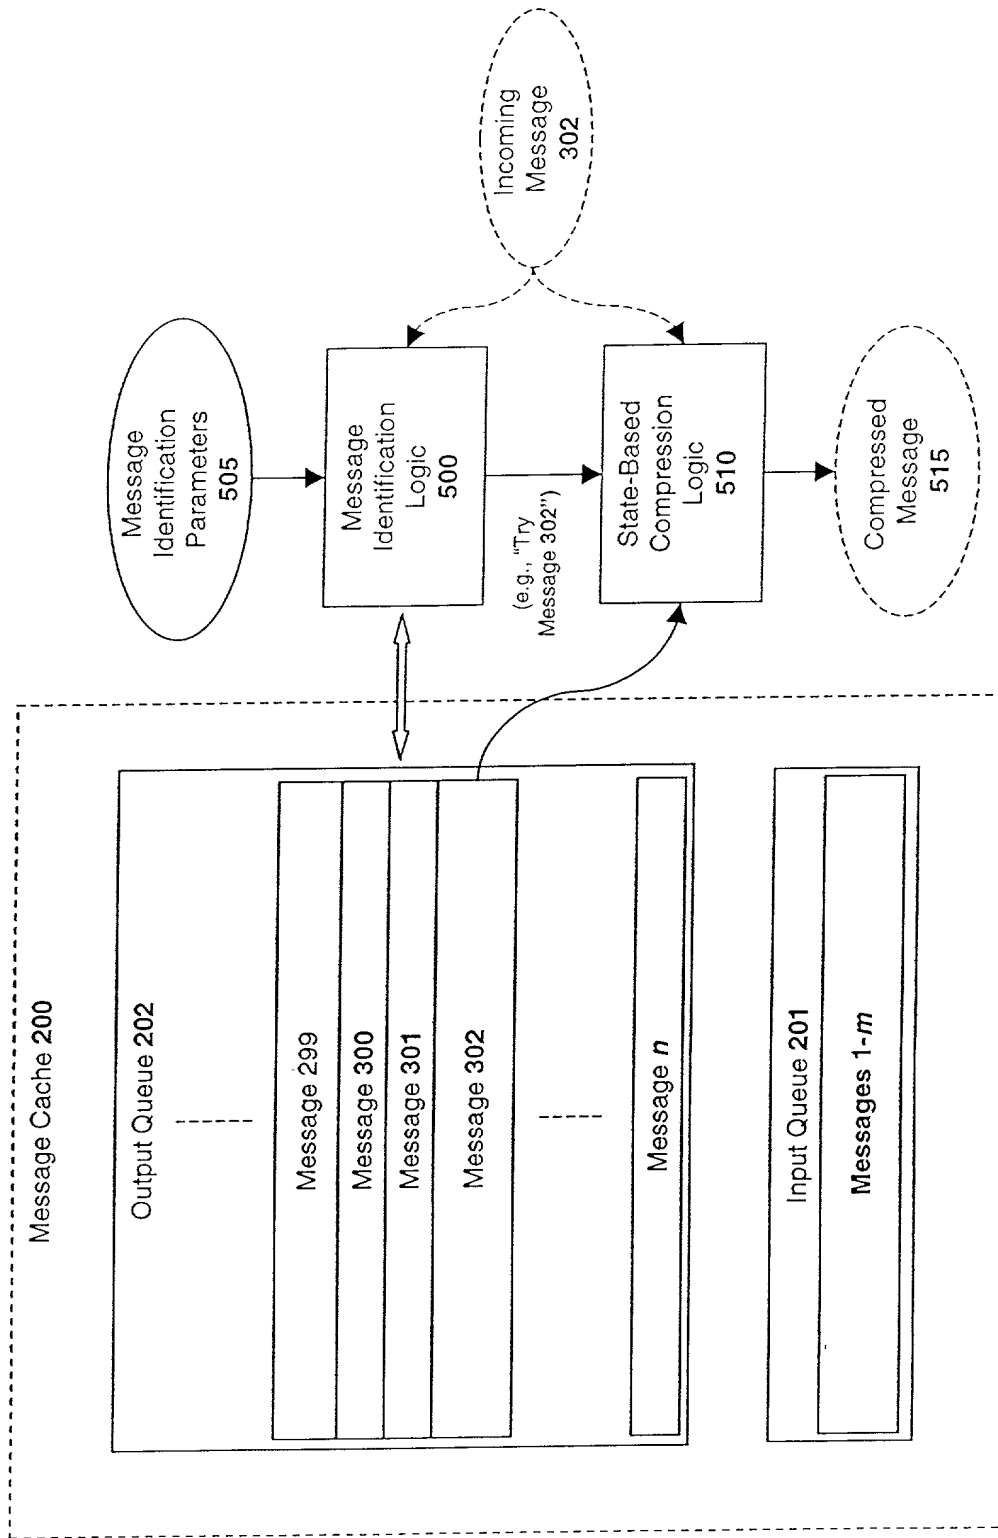 Message Cache 200
Output Queue 202
Message 299
Message 300
Message 301
Message 302
Message n
Input Queue 201
Messages 1-m
Message
Identification
Parameters
505
Message
Identification
Logic
500
(e.g., “Try
Message 302”)
State-Based
Compression
Logic
510
Compressed
Message
515
Incoming
Message
302